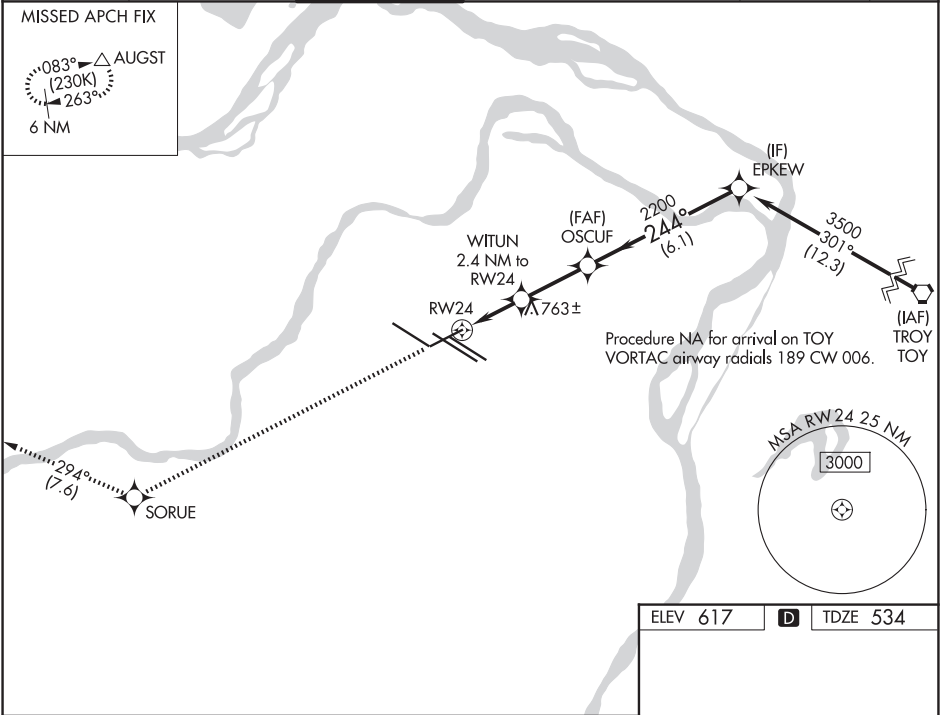 MISSED APCH FIX
083°
AUGST
(230K)
263°
6 NM
(IF)
EPKEW
2200
244°
(6.1)
3500
301°
(12.3)
(FAF)
OSCUF
WITUN
2.4 NM to
RW24
763±
RW24
(IAF)
TROY
TOY
Procedure NA for arrival on TOY
VORTAC airway radials 189 CW 006.
MSA RW24 25 NM
3000
294°
(7.6)
SORUE
ELEV 617 D TDZE 534